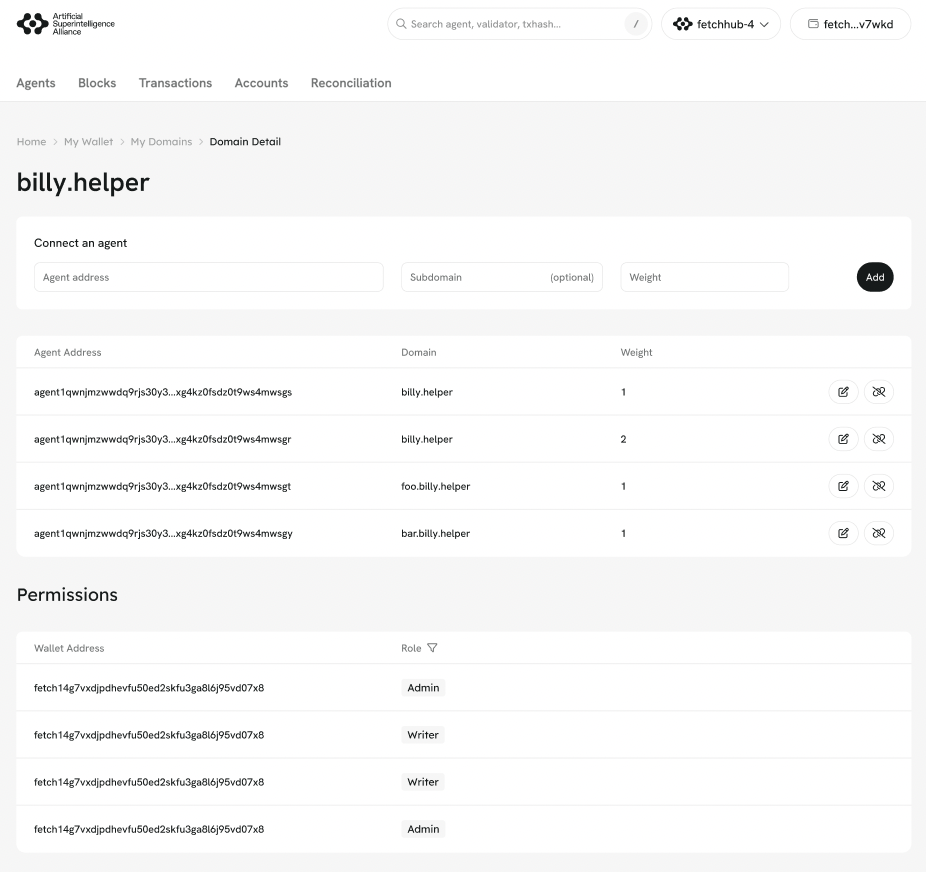 Artificial
Superintelligence
Alliance
Search agent, validator, txhash... /
fetchhub-4
fetch...v7wkd
Agents Blocks Transactions Accounts Reconciliation
Home > My Wallet > My Domains > Domain Detail
billy.helper
Connect an agent
Agent address Subdomain (optional) Weight Add
Agent Address Domain Weight
agent1qwnjmzwwdq9rjs30y3...xg4kz0fsdz0t9ws4mwsgs billy.helper 1
agent1qwnjmzwwdq9rjs30y3...xg4kz0fsdz0t9ws4mwsgr billy.helper 2
agent1qwnjmzwwdq9rjs30y3...xg4kz0fsdz0t9ws4mwsgt foo.billy.helper 1
agent1qwnjmzwwdq9rjs30y3...xg4kz0fsdz0t9ws4mwsgy bar.billy.helper 1
Permissions
Wallet Address Role
fetch14g7vxdjpdhevfu50ed2skfu3ga8l6j95vd07x8 Admin
fetch14g7vxdjpdhevfu50ed2skfu3ga8l6j95vd07x8 Writer
fetch14g7vxdjpdhevfu50ed2skfu3ga8l6j95vd07x8 Writer
fetch14g7vxdjpdhevfu50ed2skfu3ga8l6j95vd07x8 Admin